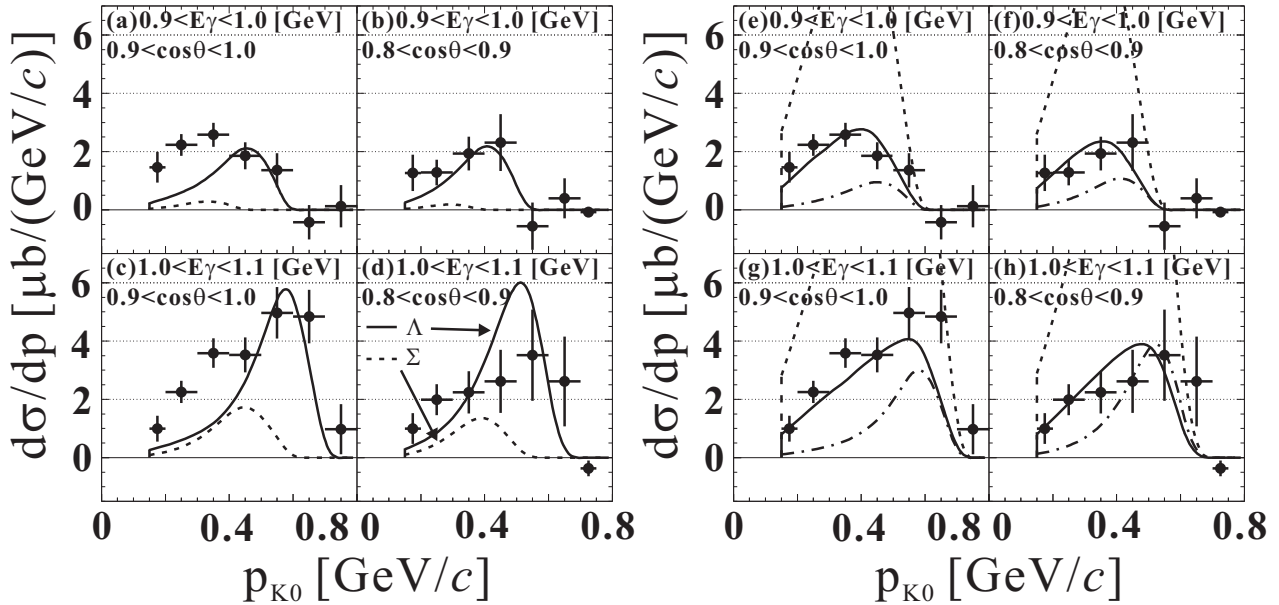 dσ/dp [μb/(GeV/c)]
6
4
2
0
6
4
2
0
(a)0.9<Eγ<1.0 [GeV]
0.9<cosθ<1.0
(b)0.9<Eγ<1.0 [GeV]
0.8<cosθ<0.9
(c)1.0<Eγ<1.1 [GeV]
0.9<cosθ<1.0
(d)1.0<Eγ<1.1 [GeV]
0.8<cosθ<0.9
Λ
Σ
0 0.4 0 0.4 0.8
p K0 [GeV/c]
dσ/dp [μb/(GeV/c)]
6
4
2
0
6
4
2
0
(e)0.9<Eγ<1.0 [GeV]
0.9<cosθ<1.0
(f)0.9<Eγ<1.0 [GeV]
0.8<cosθ<0.9
(g)1.0<Eγ<1.1 [GeV]
0.9<cosθ<1.0
(h)1.0<Eγ<1.1 [GeV]
0.8<cosθ<0.9
0 0.4 0 0.4 0.8
p K0 [GeV/c]